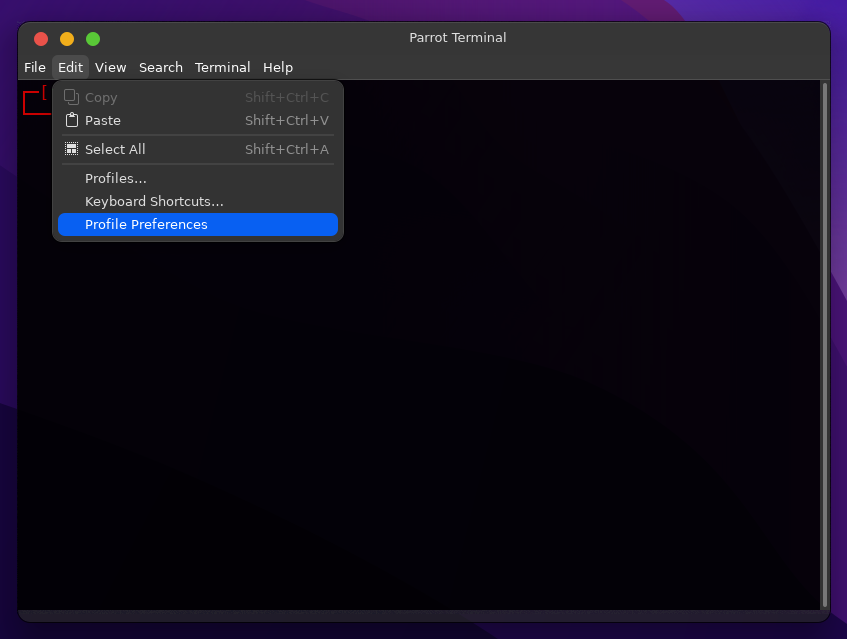 Parrot Terminal
File Edit View Search Terminal Help
[
Copy Shift+Ctrl+C
Paste Shift+Ctrl+V
Select All Shift+Ctrl+A
Profiles...
Keyboard Shortcuts...
Profile Preferences